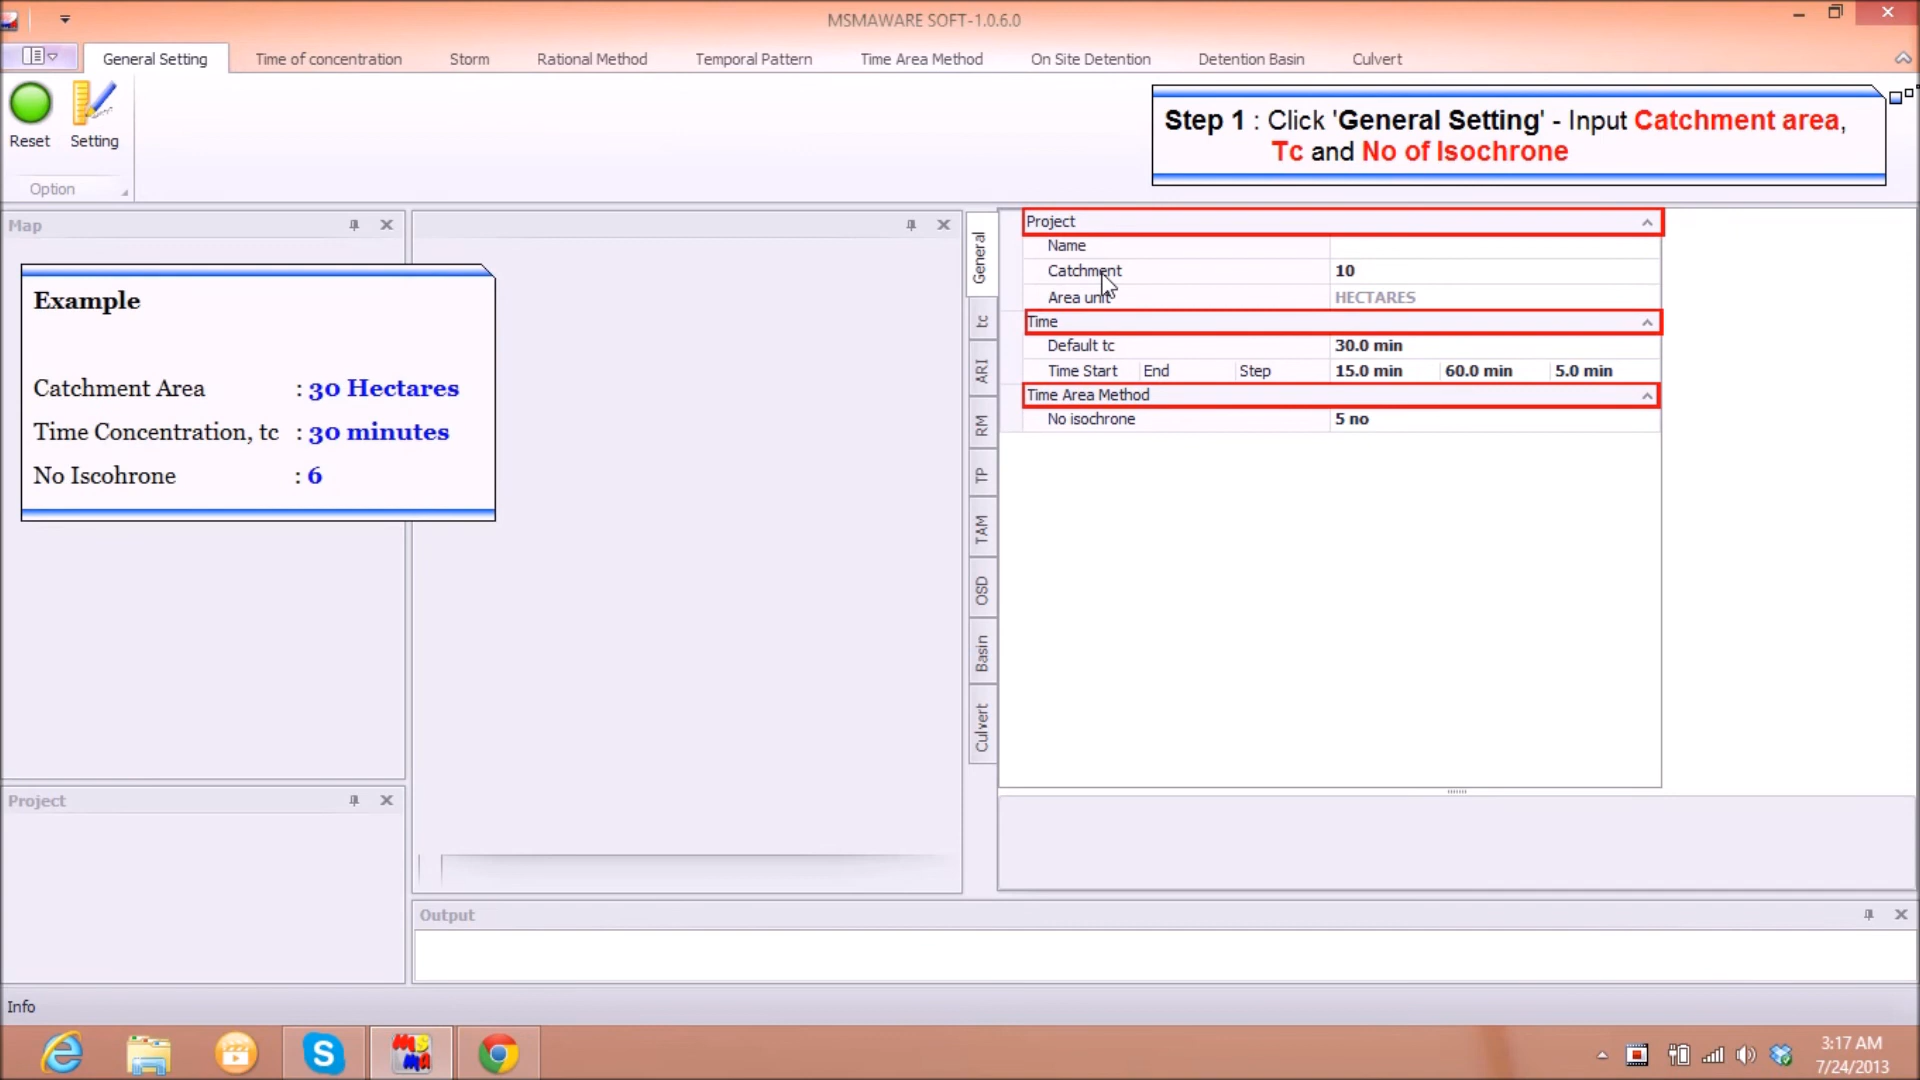 MSMAWARE SOFT-1.0.6.0
General Setting
Time of concentration
Storm
Rational Method
Temporal Pattern
Time Area Method
On Site Detention
Detention Basin
Culvert
Reset
Setting
Option
Step 1 : Click 'General Setting' - Input Catchment area,
Tc and No of Isochrone
Map
Example
Catchment Area : 30 Hectares
Time Concentration, tc : 30 minutes
No Iscohrone : 6
General
tc
ARI
RM
TP
TAM
OSD
Basin
Culvert
Project
Name
Catchment 10
Area unit HECTARES
Time
Default tc 30.0 min
Time Start End Step 15.0 min 60.0 min 5.0 min
Time Area Method
No isochrone 5 no
Project
Output
Info
S
MS
MA
3:17 AM
7/24/2013